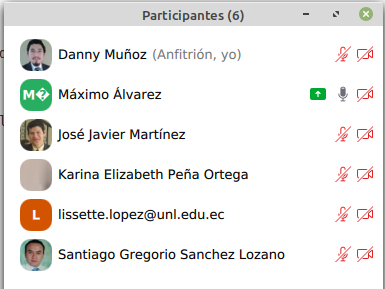 Participantes (6)
Danny Muñoz (Anfitrión, yo)
M� Máximo Álvarez
José Javier Martínez
Karina Elizabeth Peña Ortega
L lissette.lopez@unl.edu.ec
Santiago Gregorio Sanchez Lozano